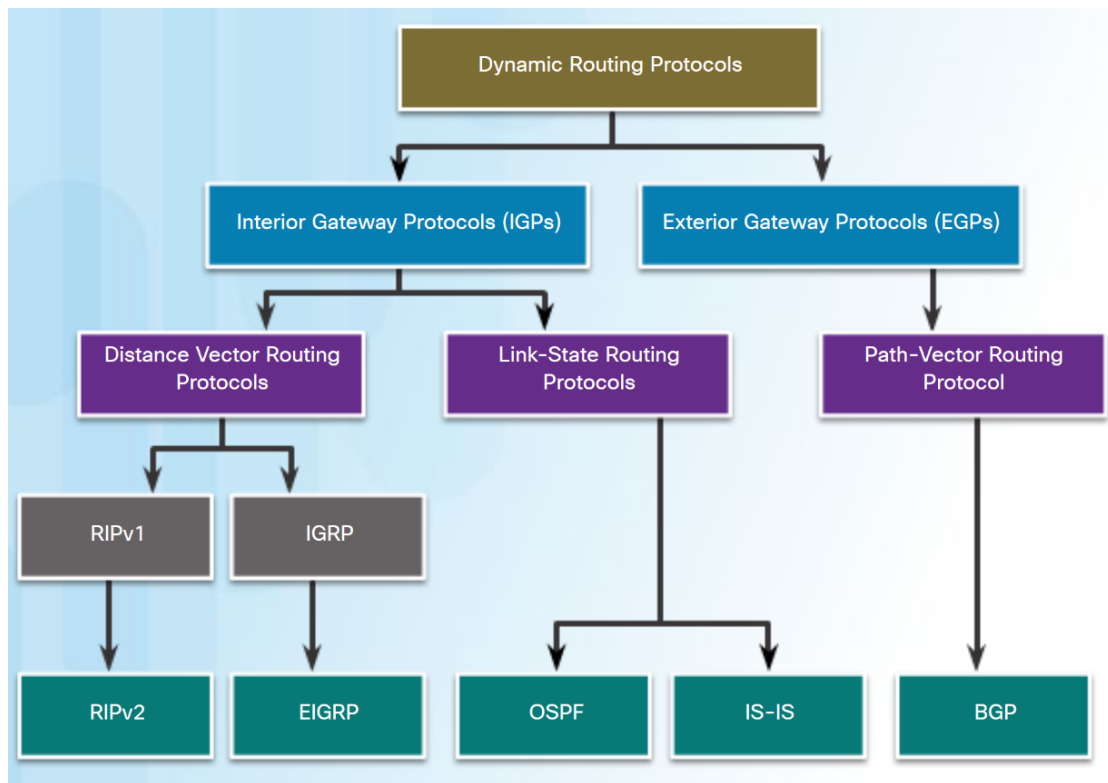 Dynamic Routing Protocols
Interior Gateway Protocols (IGPs)
Exterior Gateway Protocols (EGPs)
Distance Vector Routing
Protocols
Link-State Routing
Protocols
Path-Vector Routing
Protocol
RIPv1
IGRP
RIPv2
EIGRP
OSPF
IS-IS
BGP